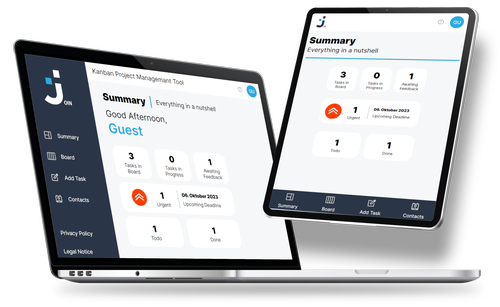 Join
Kanban Project Management Tool
GU
Summary
Everything in a nutshell
Good Afternoon,
Guest
3
Tasks in
Board
0
Tasks in
Progress
1
Awaiting
Feedback
1
Urgent
06. Oktober 2023
Upcoming Deadline
1
Todo
1
Done
Summary
Board
Add Task
Contacts
Privacy Policy
Legal Notice
j
GU
Summary
Everything in a nutshell
3
Tasks in
Board
0
Tasks in
Progress
1
Awaiting
Feedback
1
Urgent
06. Oktober 2023
Upcoming Deadline
1
Todo
1
Done
Summary
Board
Add Task
Contacts